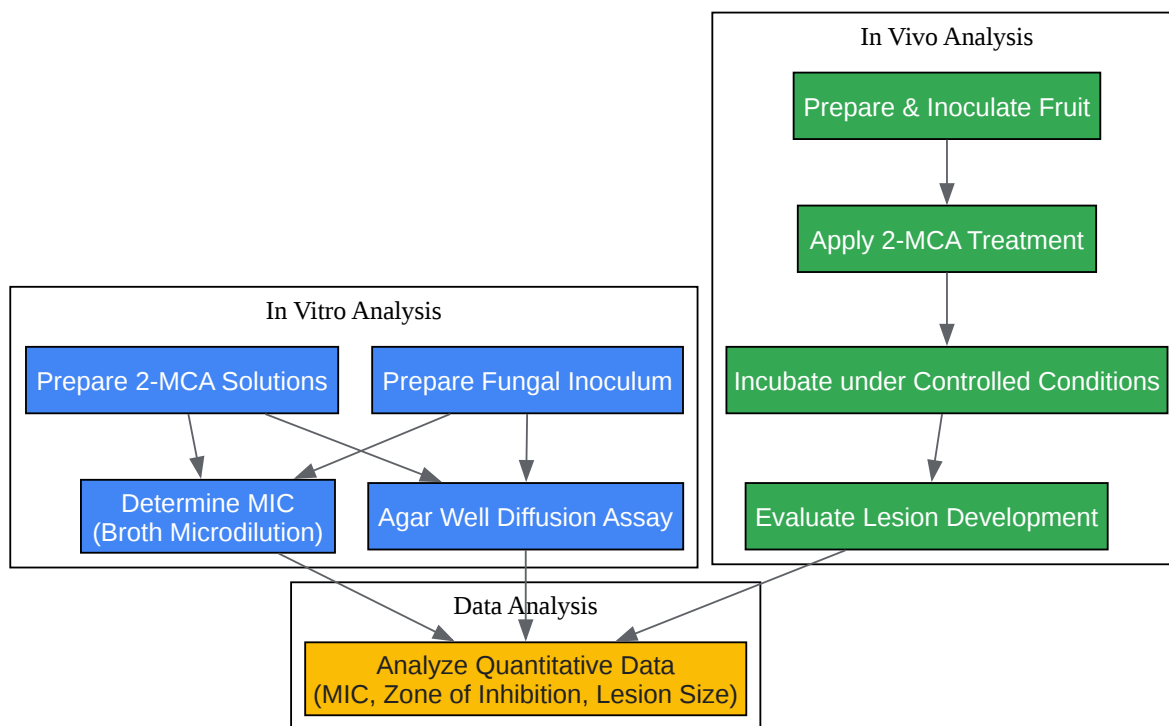 In Vivo Analysis
Prepare & Inoculate Fruit
Apply 2-MCA Treatment
Incubate under Controlled Conditions
Evaluate Lesion Development
In Vitro Analysis
Prepare 2-MCA Solutions
Prepare Fungal Inoculum
Determine MIC
(Broth Microdilution)
Agar Well Diffusion Assay
Data Analysis
Analyze Quantitative Data
(MIC, Zone of Inhibition, Lesion Size)